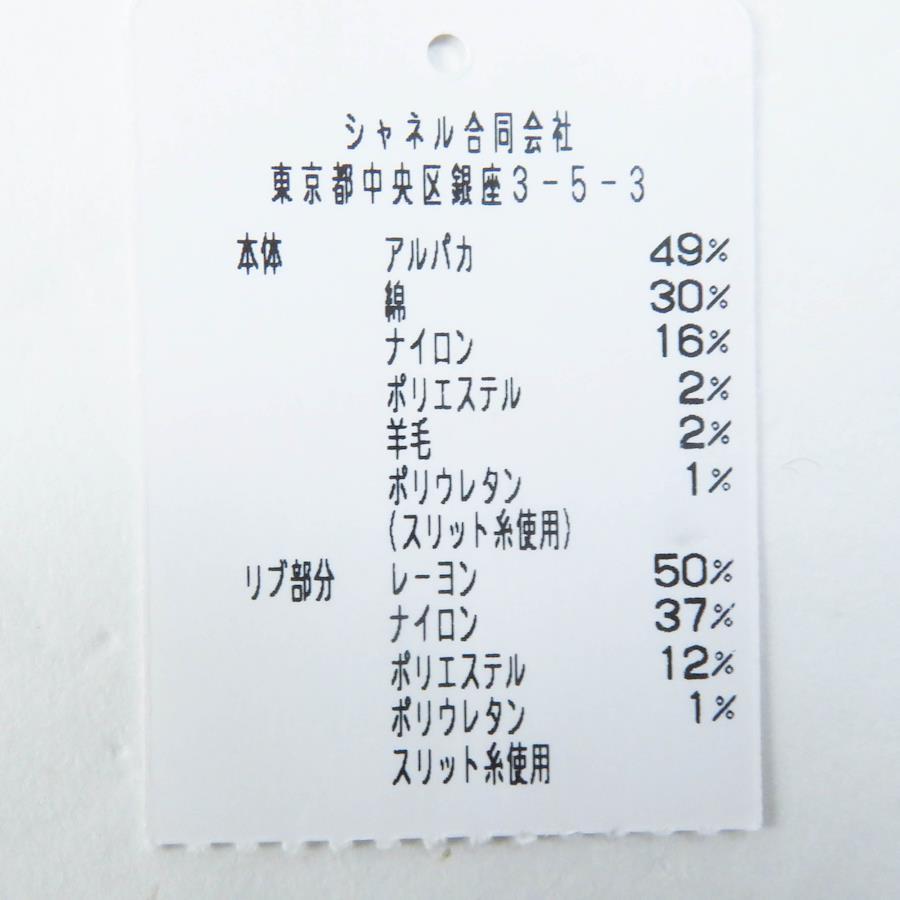 シャネル合同会社
東京都中央区銀座3-5-3
本体 アルパカ 49%
綿 30%
ナイロン 16%
ポリエステル 2%
羊毛 2%
ポリウレタン 1%
(スリット糸使用)
リブ部分 レーヨン 50%
ナイロン 37%
ポリエステル 12%
ポリウレタン 1%
スリット糸使用